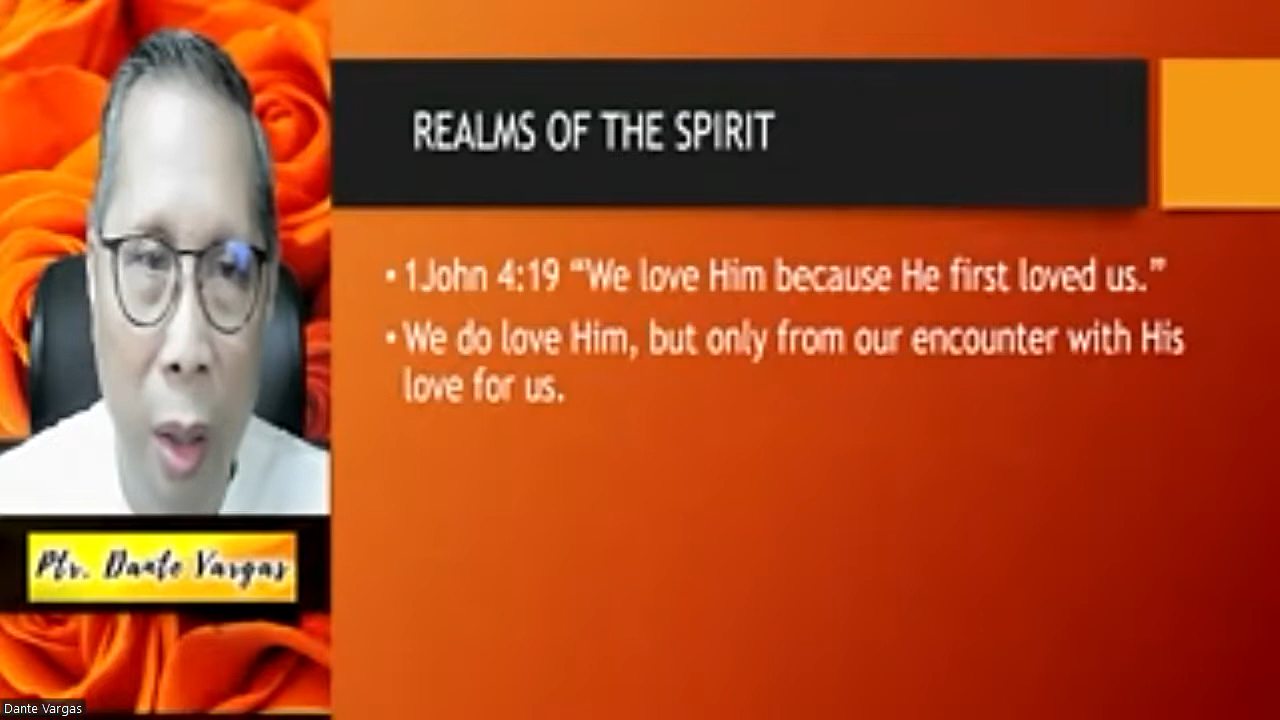 REALMS OF THE SPIRIT
• 1John 4:19 “We love Him because He first loved us.”
• We do love Him, but only from our encounter with His
love for us.
Ptr. Dante Vargas
Dante Vargas